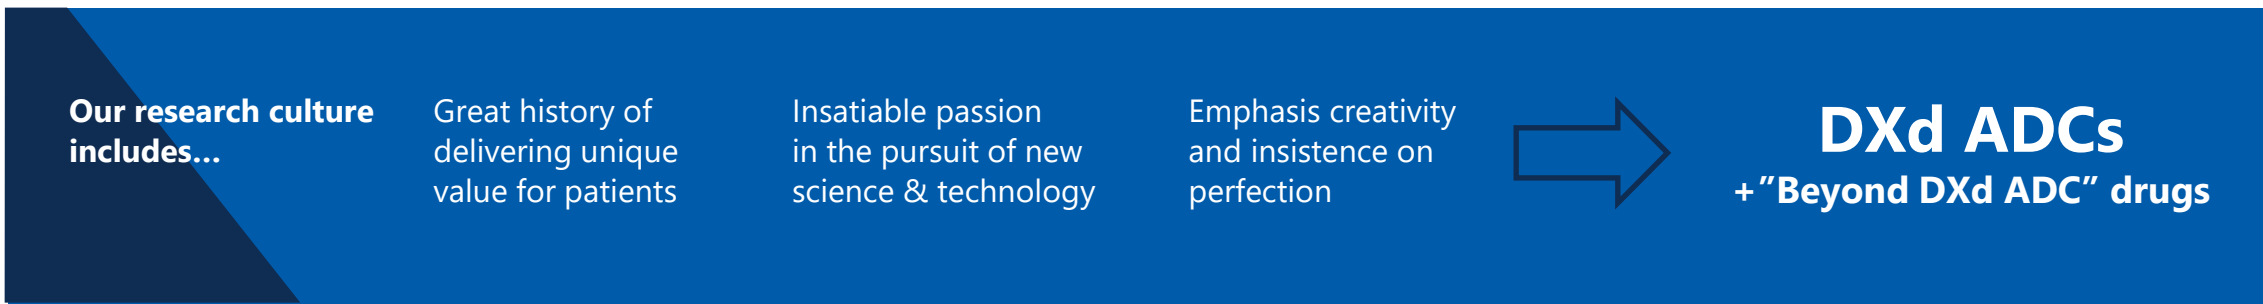 Our research culture
includes...
Great history of
delivering unique
value for patients
Insatiable passion
in the pursuit of new
science & technology
Emphasis creativity
and insistence on
perfection
DXd ADCs
+”Beyond DXd ADC” drugs